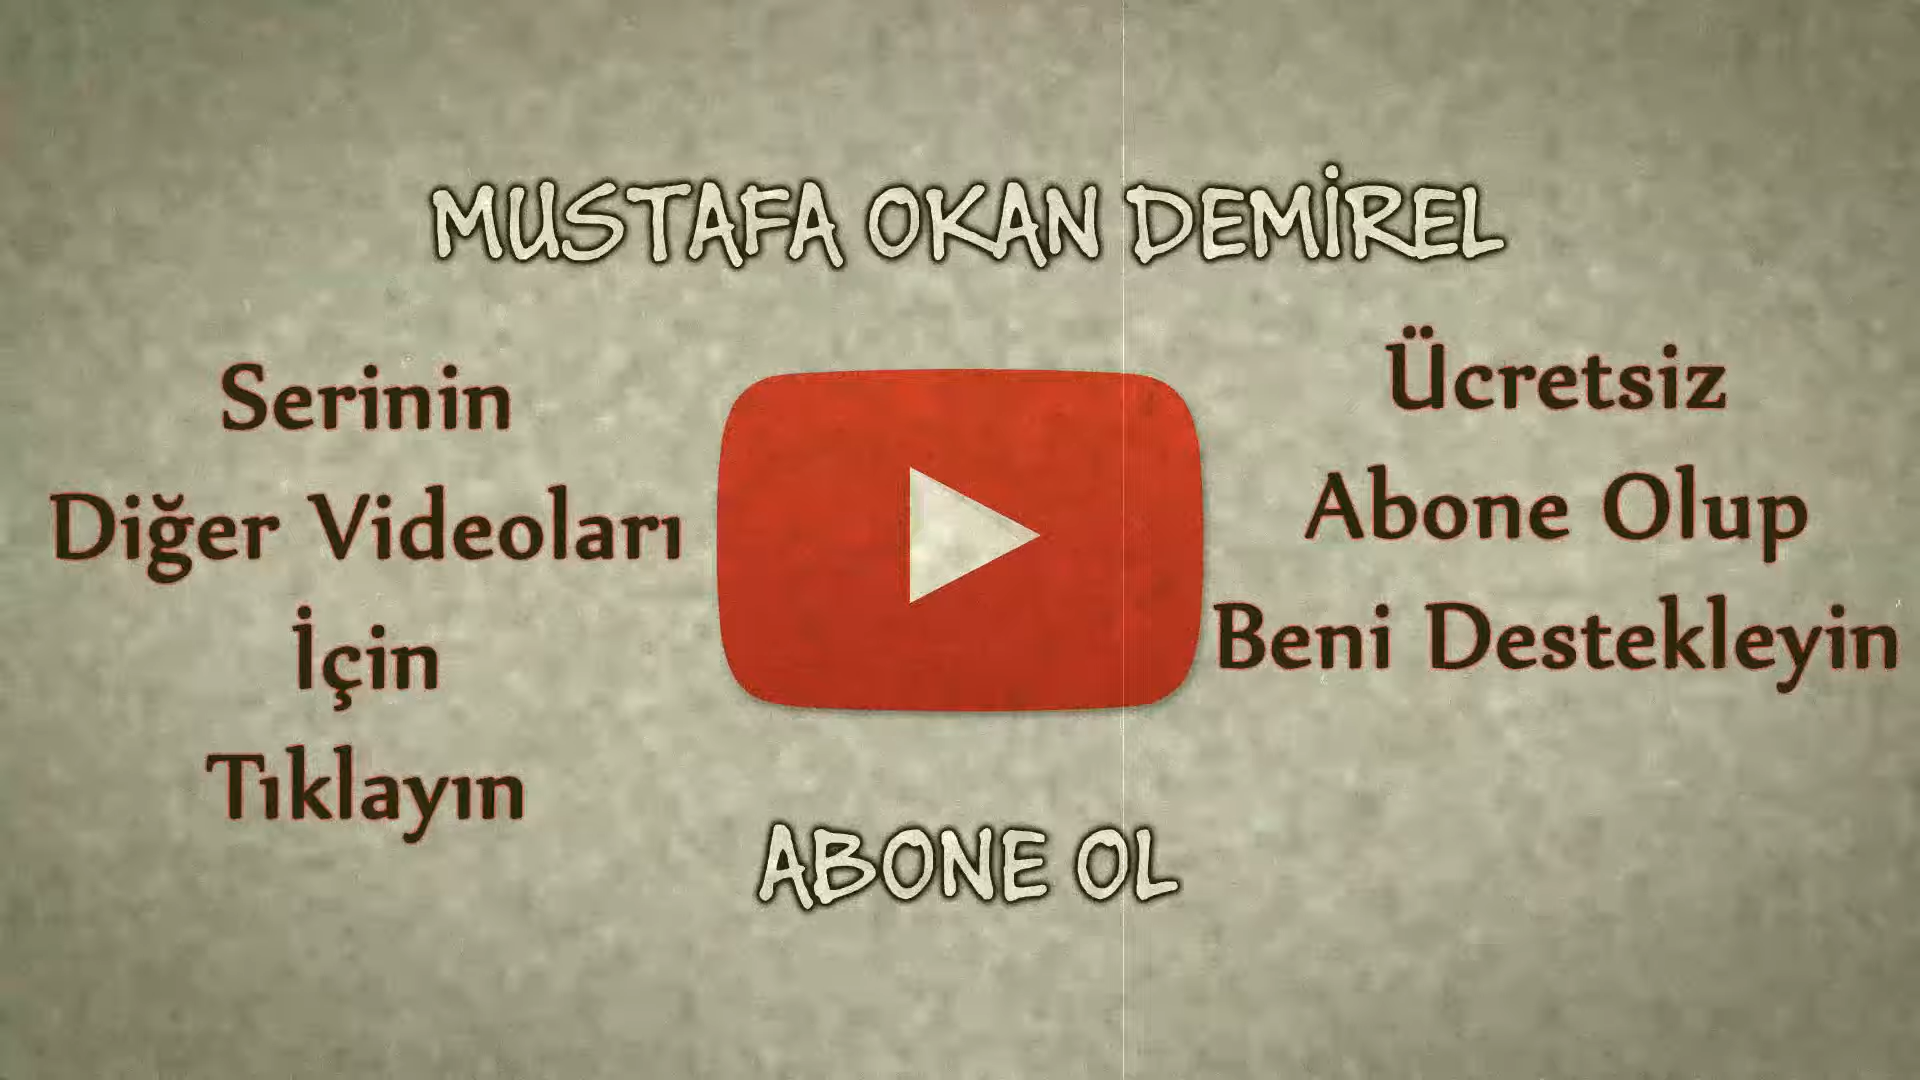 MUSTAFA OKAN DEMİREL
Serinin
Diğer Videoları
İçin
Tıklayın
Ücretsiz
Abone Olup
Beni Destekleyin
ABONE OL